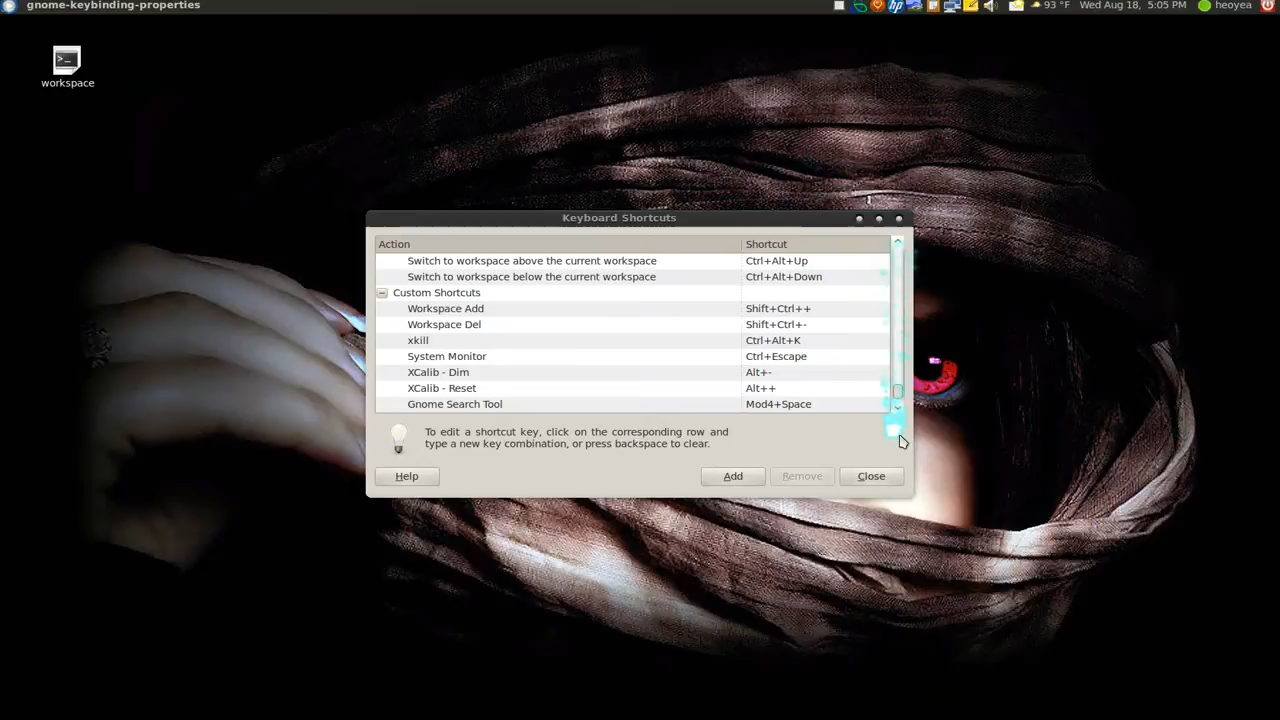 gnome-keybinding-properties
hp
93 °F
Wed Aug 18, 5:05 PM
heoyea
workspace
Keyboard Shortcuts
Action Shortcut
Switch to workspace above the current workspace Ctrl+Alt+Up
Switch to workspace below the current workspace Ctrl+Alt+Down
Custom Shortcuts
Workspace Add Shift+Ctrl++
Workspace Del Shift+Ctrl+-
xkill Ctrl+Alt+K
System Monitor Ctrl+Escape
XCalib - Dim Alt+-
XCalib - Reset Alt++
Gnome Search Tool Mod4+Space
To edit a shortcut key, click on the corresponding row and
type a new key combination, or press backspace to clear.
Help Add Remove Close